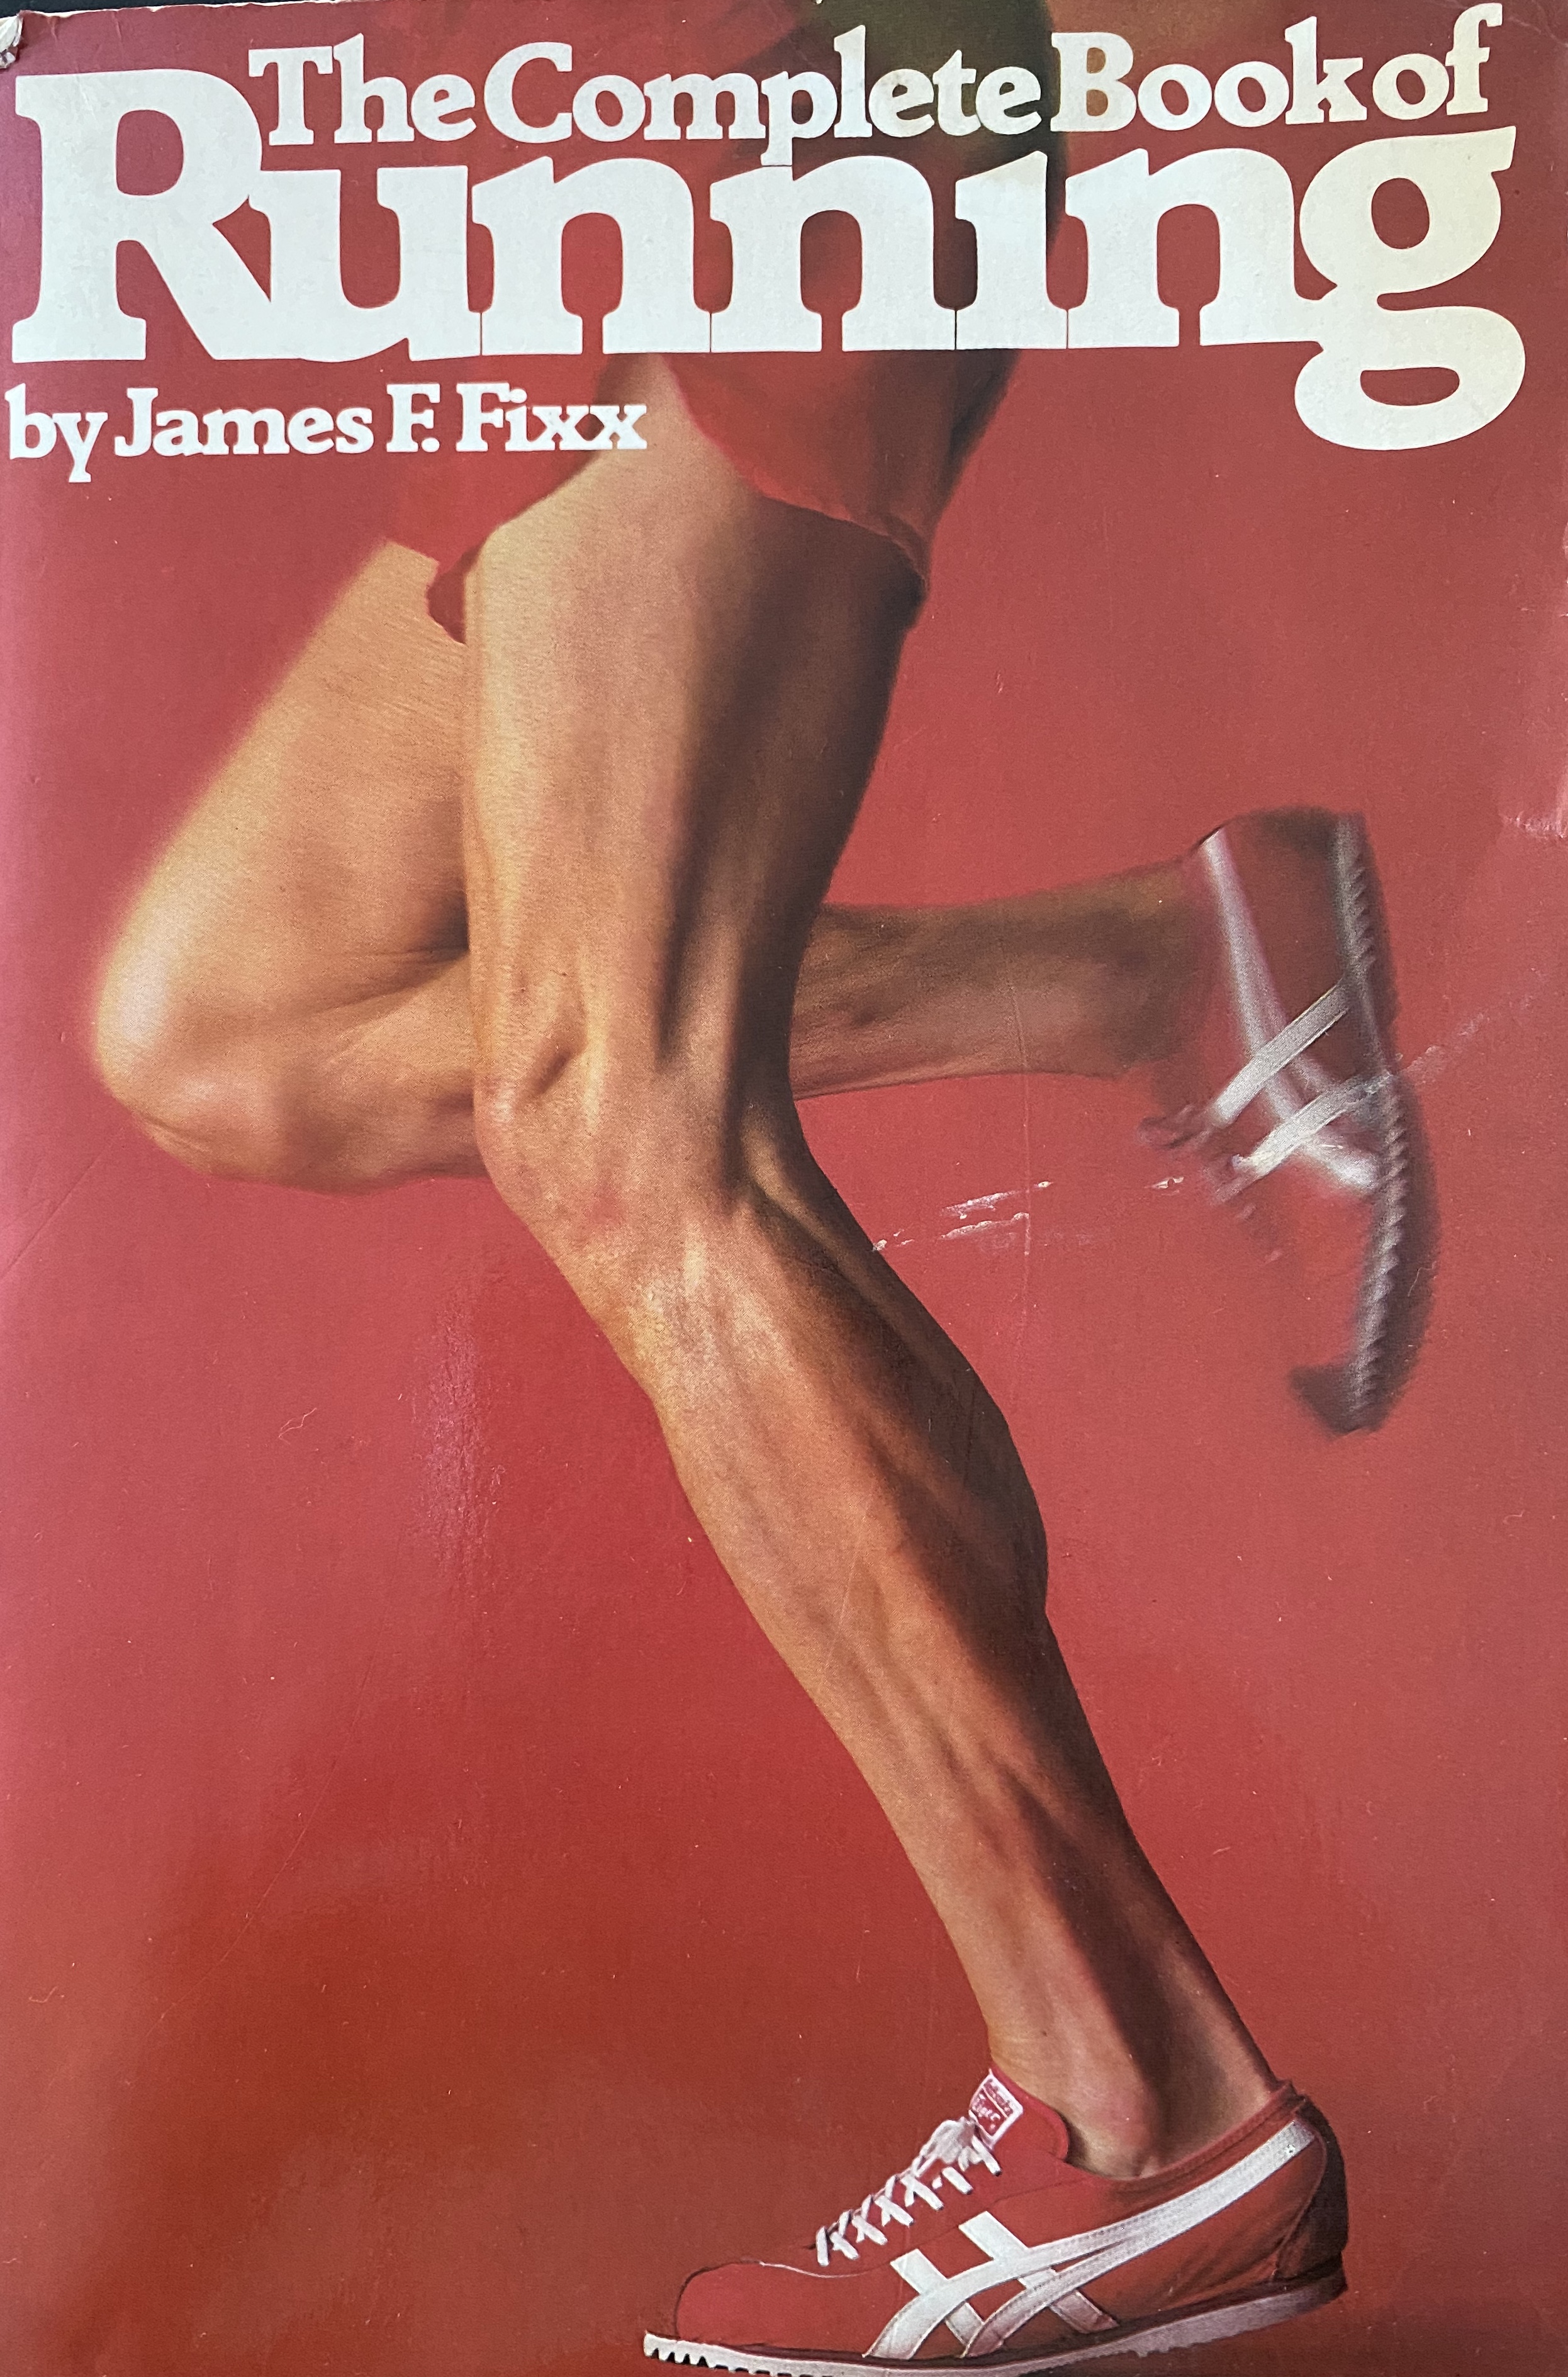 The Complete Book of
Running
by James F. Fixx